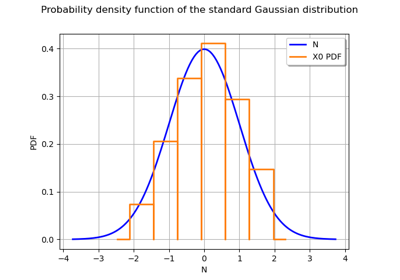 Probability density function of the standard Gaussian distribution
N
X0 PDF
0.4
0.3
0.2
0.1
0.0
PDF
−4 −3 −2 −1 0 1 2 3 4
N